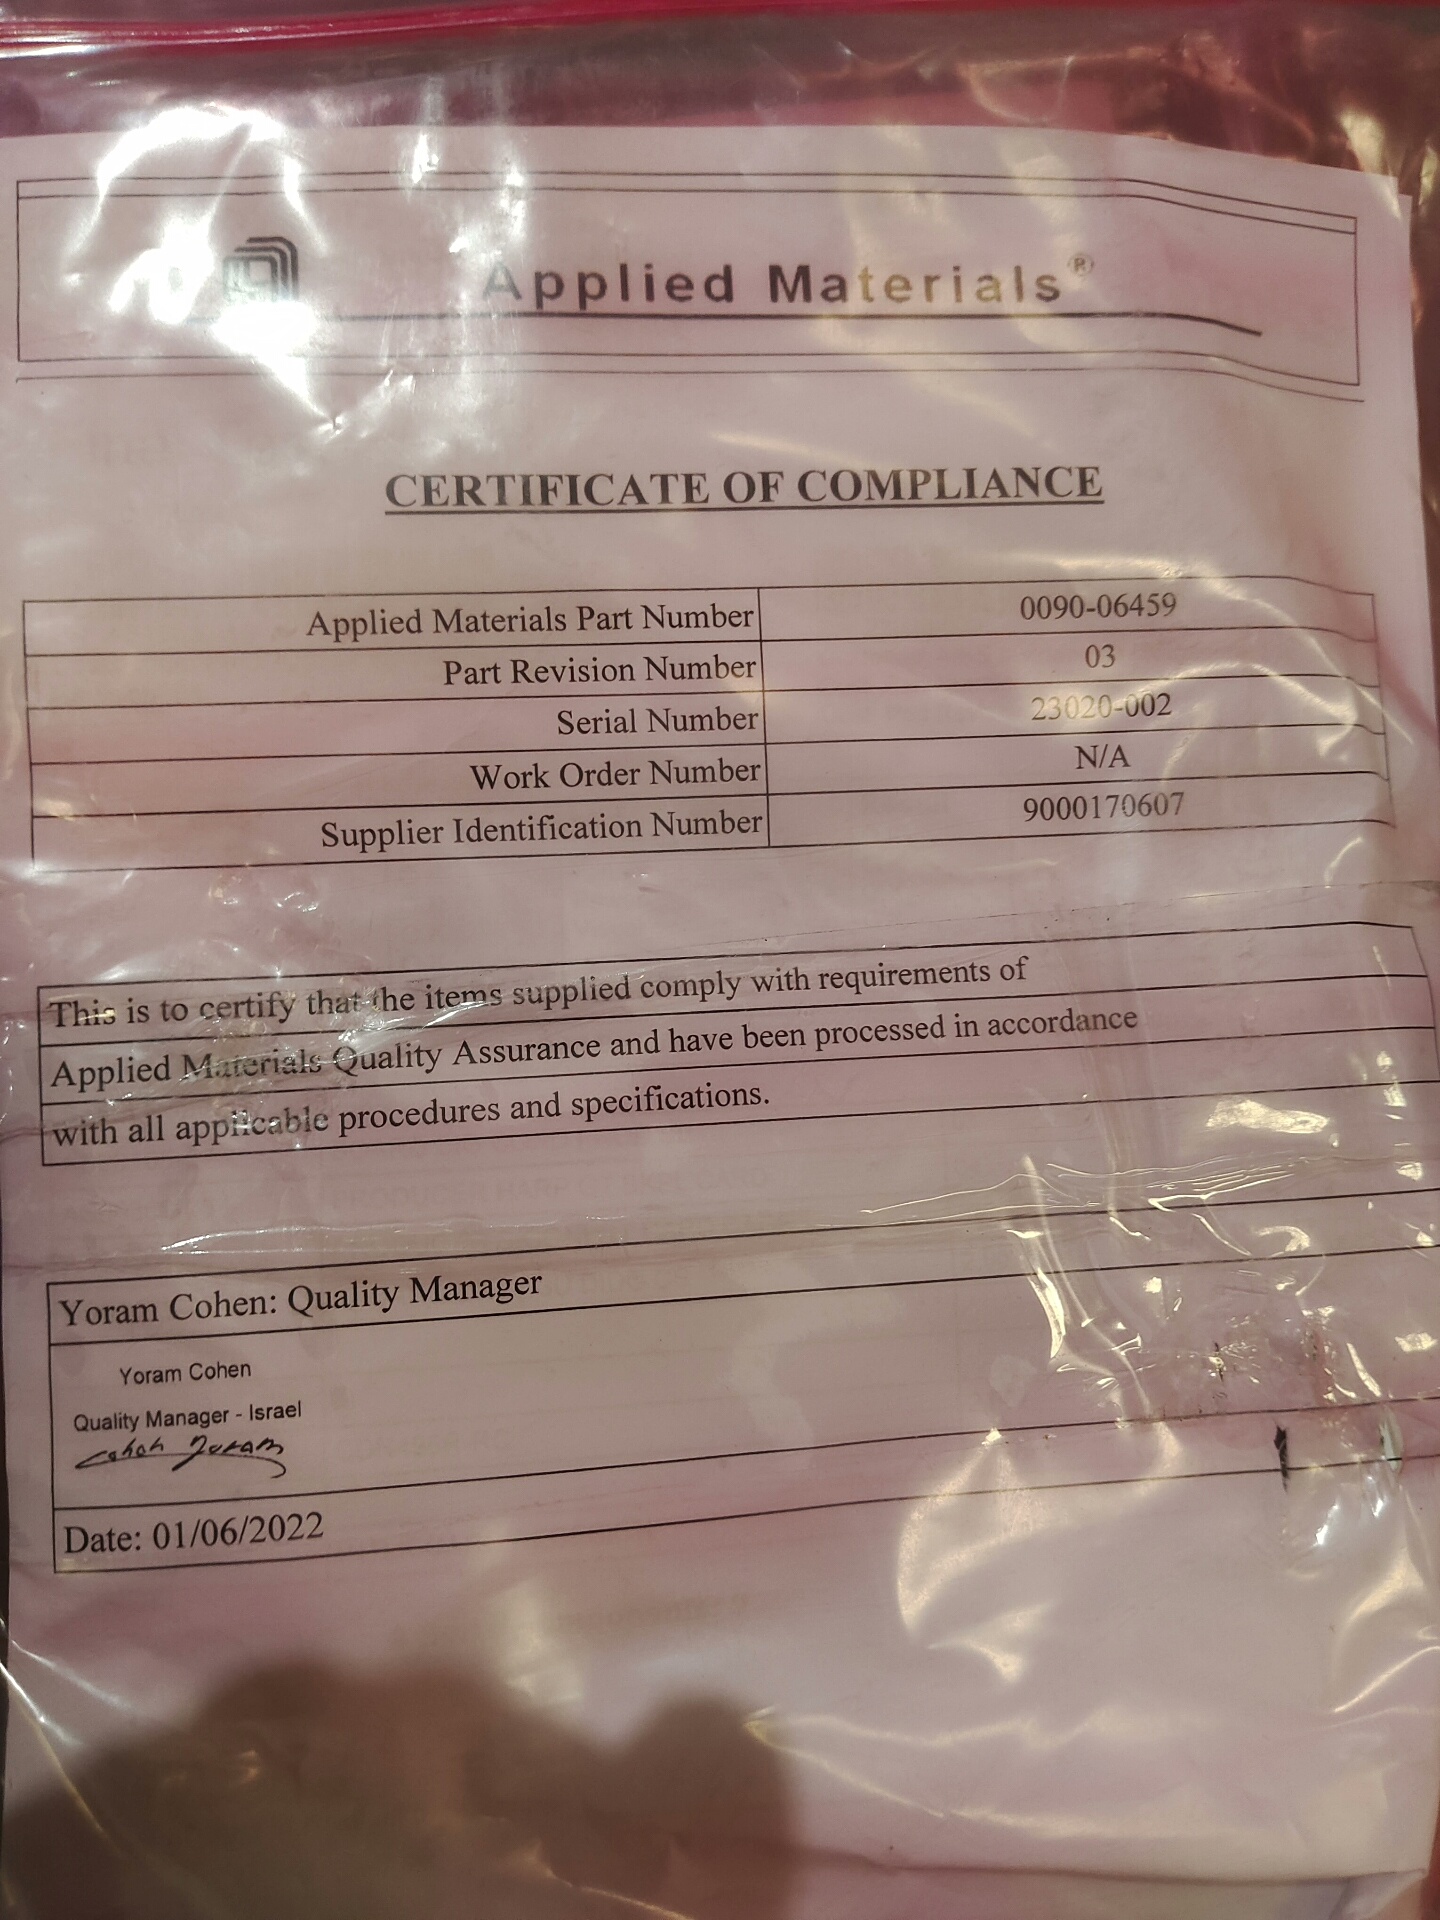 Applied Materials®
CERTIFICATE OF COMPLIANCE
Applied Materials Part Number 0090-06459
Part Revision Number 03
Serial Number 23020-002
Work Order Number N/A
Supplier Identification Number 9000170607
This is to certify that the items supplied comply with requirements of
Applied Materials Quality Assurance and have been processed in accordance
with all applicable procedures and specifications.
Yoram Cohen: Quality Manager
Yoram Cohen
Quality Manager - Israel
Cohen Yoram
Date: 01/06/2022